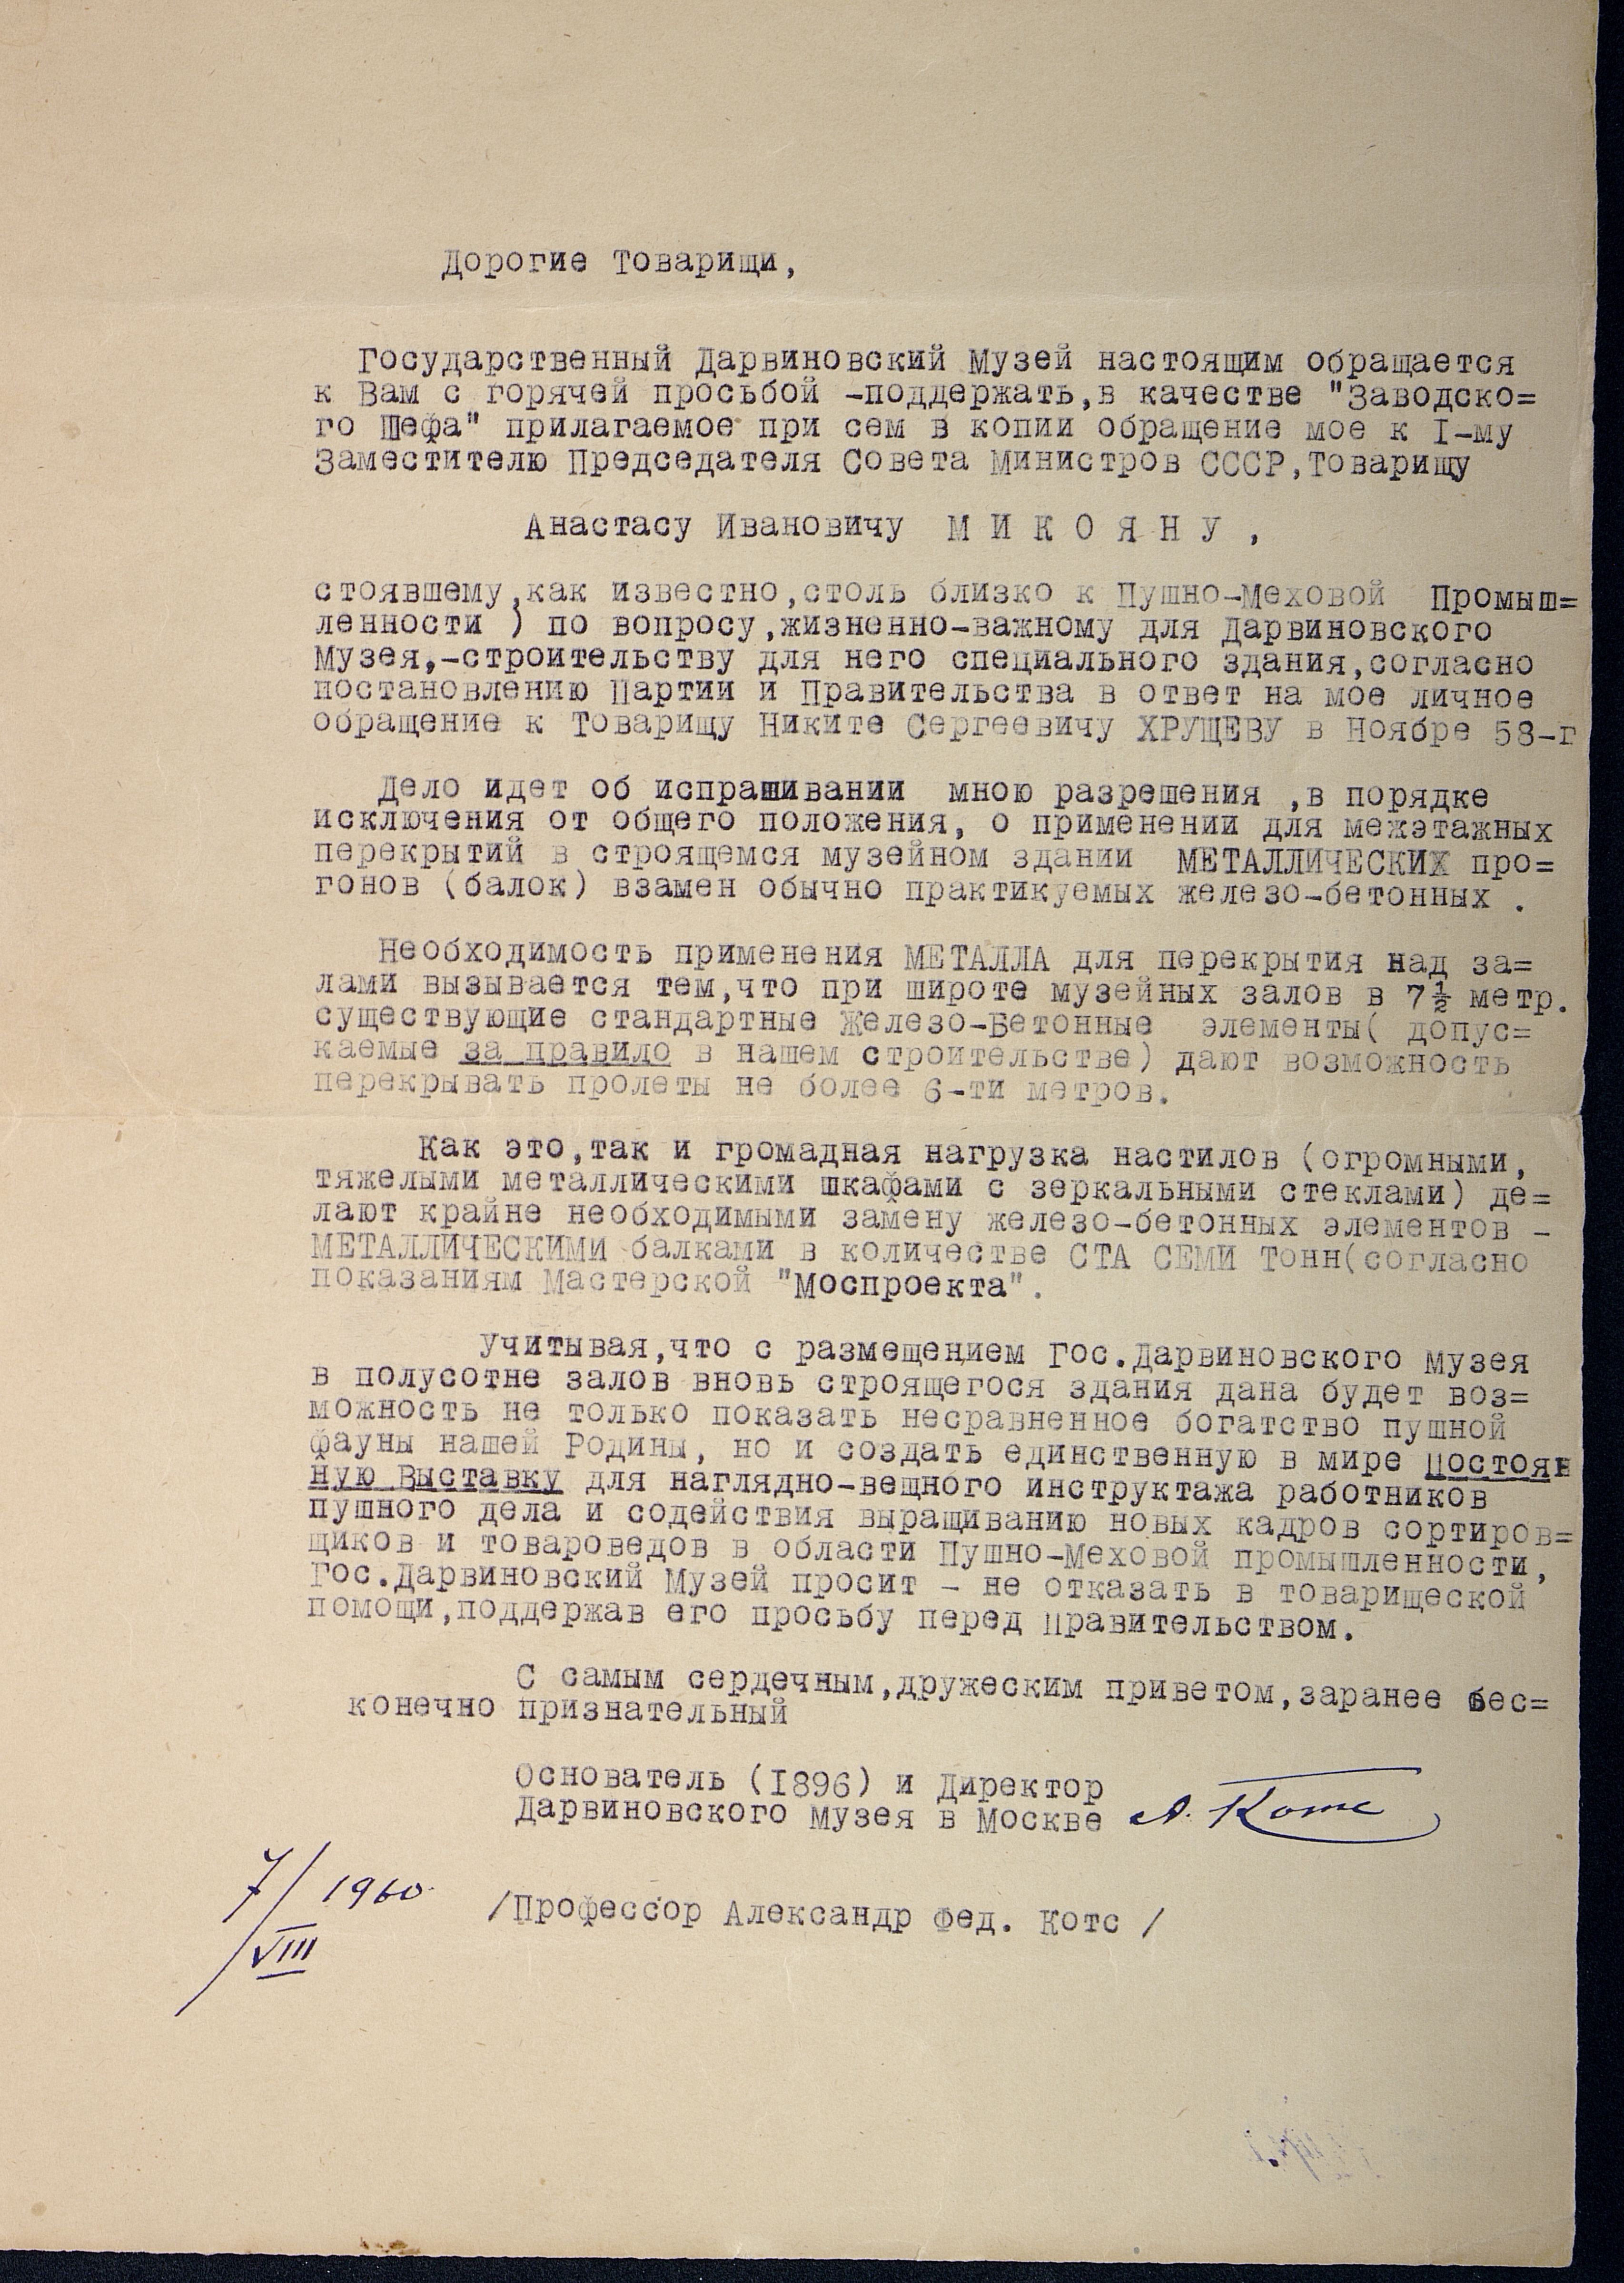 Дорогие Товарищи,
Государственный Дарвиновский Музей настоящим обращается
к Вам с горячей просьбой -поддержать,в качестве "Заводско=
го Шефа" прилагаемое при сем в копии обращение мое к I-му
Заместителю Председателя Совета Министров СССР,Товарищу
Анастасу Ивановичу М И К О Я Н У ,
стоявшему,как известно,столь близко к Пушно-Меховой Промыш=
ленности ) по вопросу,жизненно-важному для Дарвиновского
Музея,-строительству для него специального здания,согласно
постановлению Партии и Правительства в ответ на мое личное
обращение к Товарищу Никите Сергеевичу ХРУЩЕВУ в Ноябре 58-г
Дело идет об испрашивании мною разрешения ,в порядке
исключения от общего положения, о применении для межэтажных
перекрытий в строящемся музейном здании МЕТАЛЛИЧЕСКИХ про=
гонов (балок) взамен обычно практикуемых железо-бетонных .
Необходимость применения МЕТАЛЛА для перекрытия над за=
лами вызывается тем,что при широте музейных залов в 7½ метр.
существующие стандартные Железо-Бетонные элементы( допус=
каемые за правило в нашем строительстве) дают возможность
перекрывать пролеты не более 6-ти метров.
Как это,так и громадная нагрузка настилов (огромными,
тяжелыми металлическими шкафами с зеркальными стеклами) де=
лают крайне необходимыми замену железо-бетонных элементов -
МЕТАЛЛИЧЕСКИМИ балками в количестве СТА СЕМИ Тонн(согласно
показаниям Мастерской "Моспроекта".
Учитывая,что с размещением Гос.Дарвиновского Музея
в полусотне залов вновь строящегося здания дана будет воз=
можность не только показать несравненное богатство пушной
фауны нашей Родины, но и создать единственную в мире Постоян
ную Выставку для наглядно-вещного инструктажа работников
пушного дела и содействия выращиванию новых кадров сортиров=
щиков и товароведов в области Пушно-Меховой промышленности,
Гос.Дарвиновский Музей просит - не отказать в товарищеской
помощи,поддержав его просьбу перед Правительством.
С самым сердечным,дружеским приветом,заранее бес=
конечно признательный
Основатель (I896) и Директор
Дарвиновского Музея в Москве А. Котс
7/VIII 1960.
/Профессор Александр Фед. Котс /